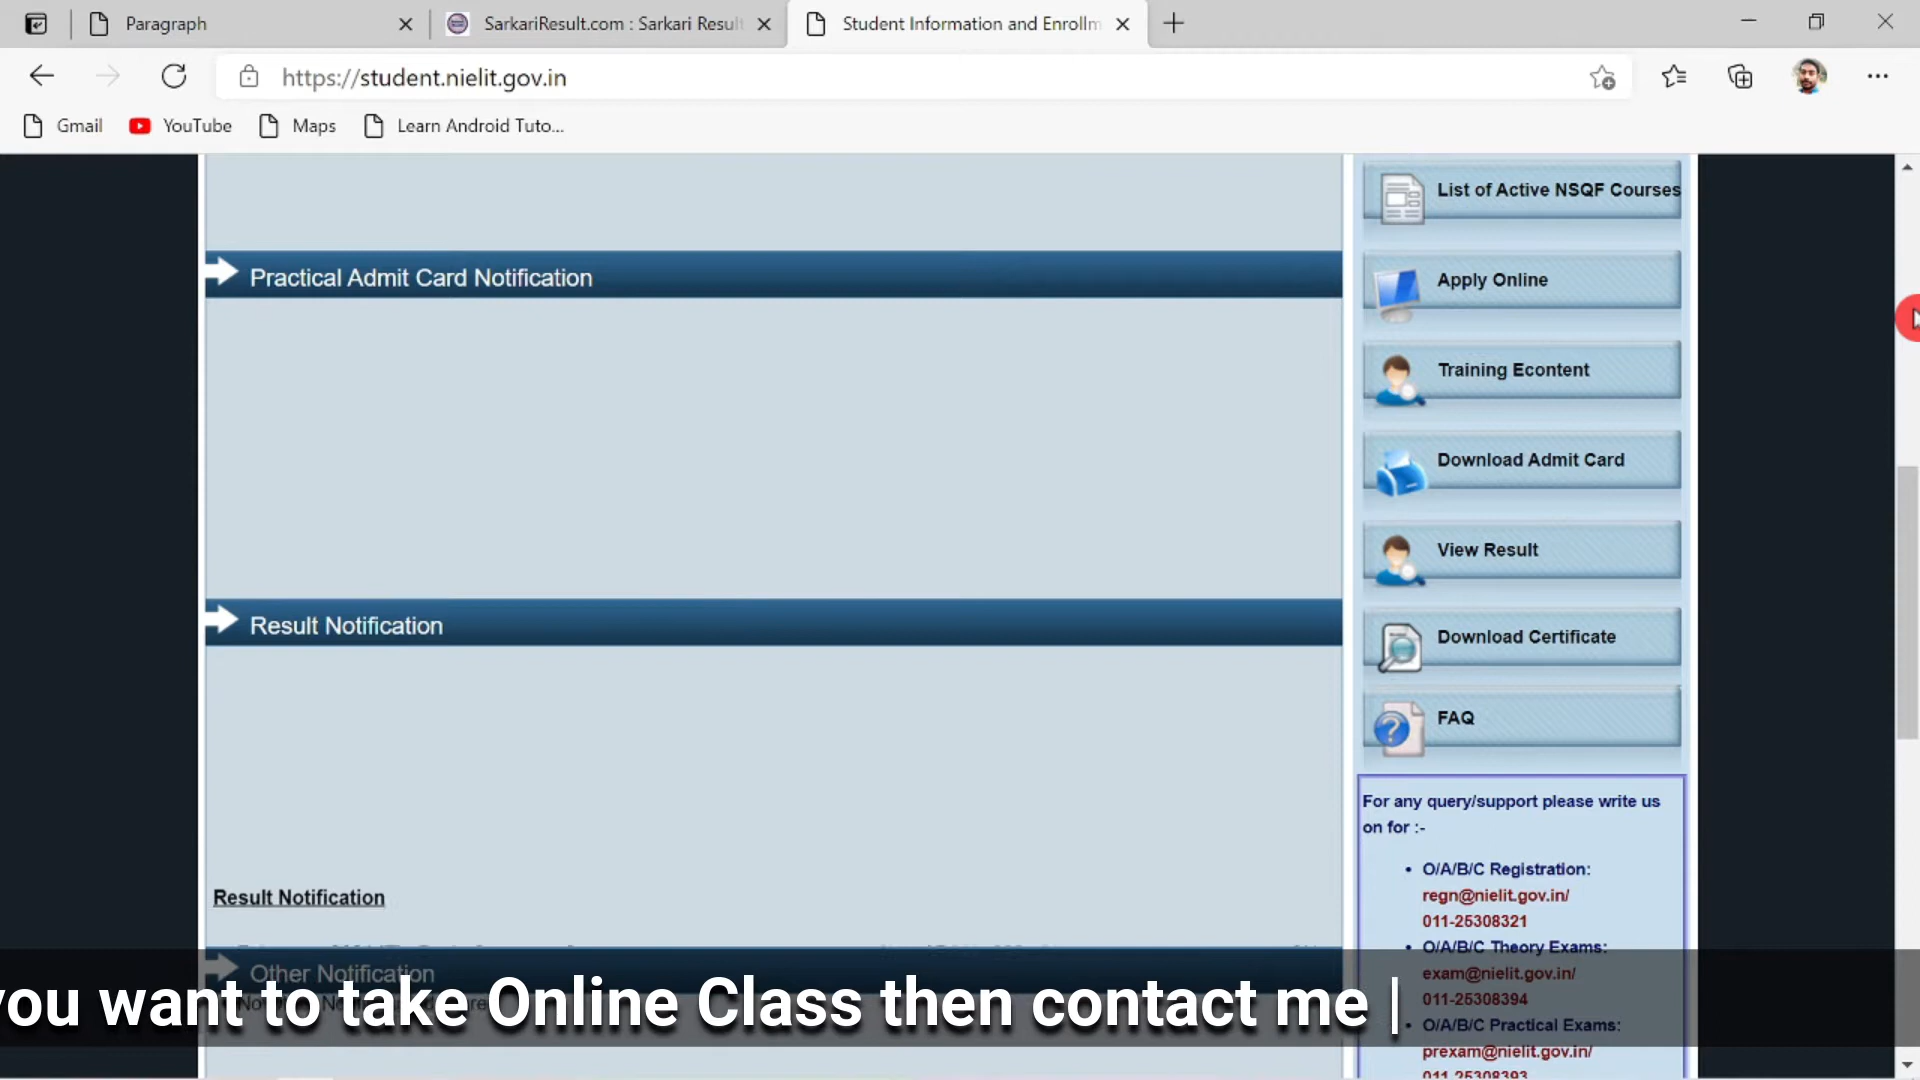 Paragraph
SarkariResult.com : Sarkari Result
Student Information and Enrollm
https://student.nielit.gov.in
Gmail
YouTube
Maps
Learn Android Tuto...
Practical Admit Card Notification
Result Notification
Result Notification
Other Notification
List of Active NSQF Courses
Apply Online
Training Econtent
Download Admit Card
View Result
Download Certificate
FAQ
For any query/support please write us
on for :-
• O/A/B/C Registration:
regn@nielit.gov.in/
011-25308321
• O/A/B/C Theory Exams:
exam@nielit.gov.in/
011-25308394
• O/A/B/C Practical Exams:
prexam@nielit.gov.in/
011-25308393
you want to take Online Class then contact me |